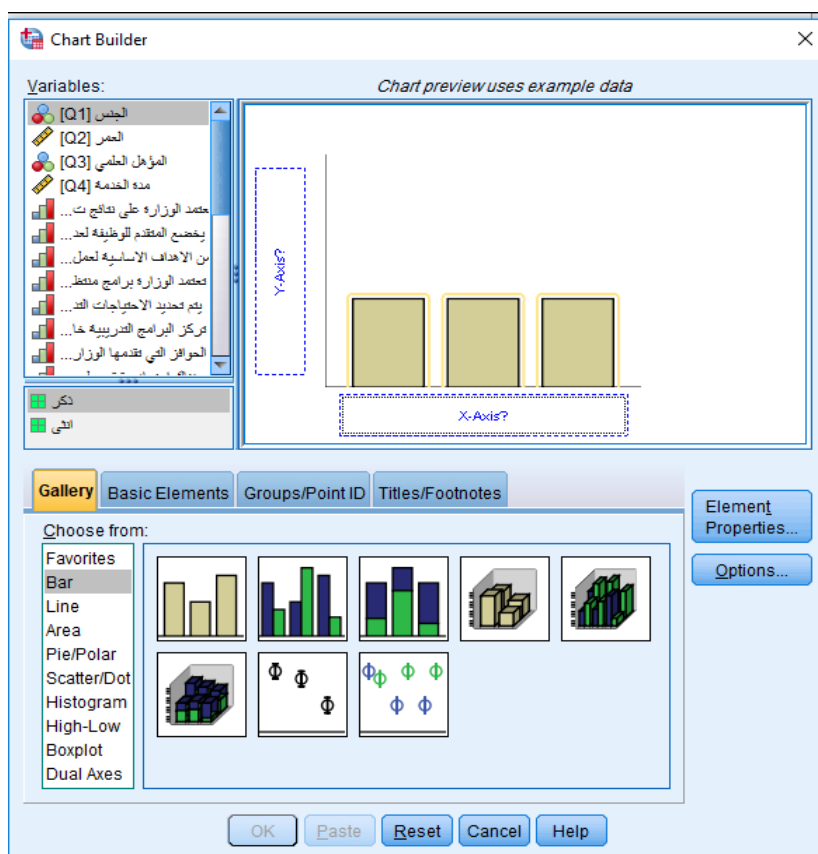 Chart Builder
Variables:
Chart preview uses example data
الجنس [Q1]
العمر [Q2]
المؤهل العلمي [Q3]
مدة الخدمة [Q4]
عتمد الوزارة على نتائج ت...
يخضع المتقدم للوظيفة لعد...
من الاهداف الاساسية لعمل...
تعتمد الوزارة برامج منتظ...
يتم تحديد الاحتياجات التد...
تركز البرامج التدريبية خا...
الحوافز التي تقدمها الوزار...
ذكر
انثى
Y-Axis?
X-Axis?
Gallery
Basic Elements
Groups/Point ID
Titles/Footnotes
Choose from:
Favorites
Bar
Line
Area
Pie/Polar
Scatter/Dot
Histogram
High-Low
Boxplot
Dual Axes
Element
Properties...
Options...
OK
Paste
Reset
Cancel
Help